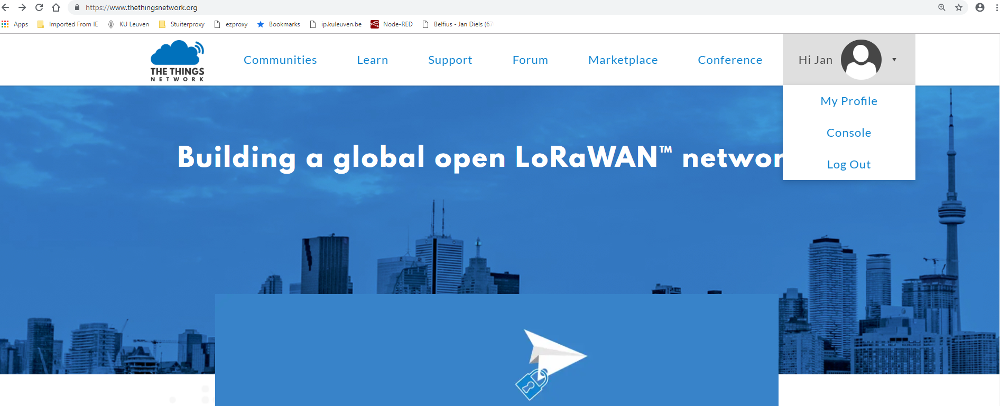 https://www.thethingsnetwork.org
Apps Imported From IE KU Leuven Stuiterproxy ezproxy Bookmarks ip.kuleuven.be Node-RED Belfius - Jan Diels (67
THE THINGS
NETWORK
Communities Learn Support Forum Marketplace Conference Hi Jan
My Profile
Console
Log Out
Building a global open LoRaWAN™ networ